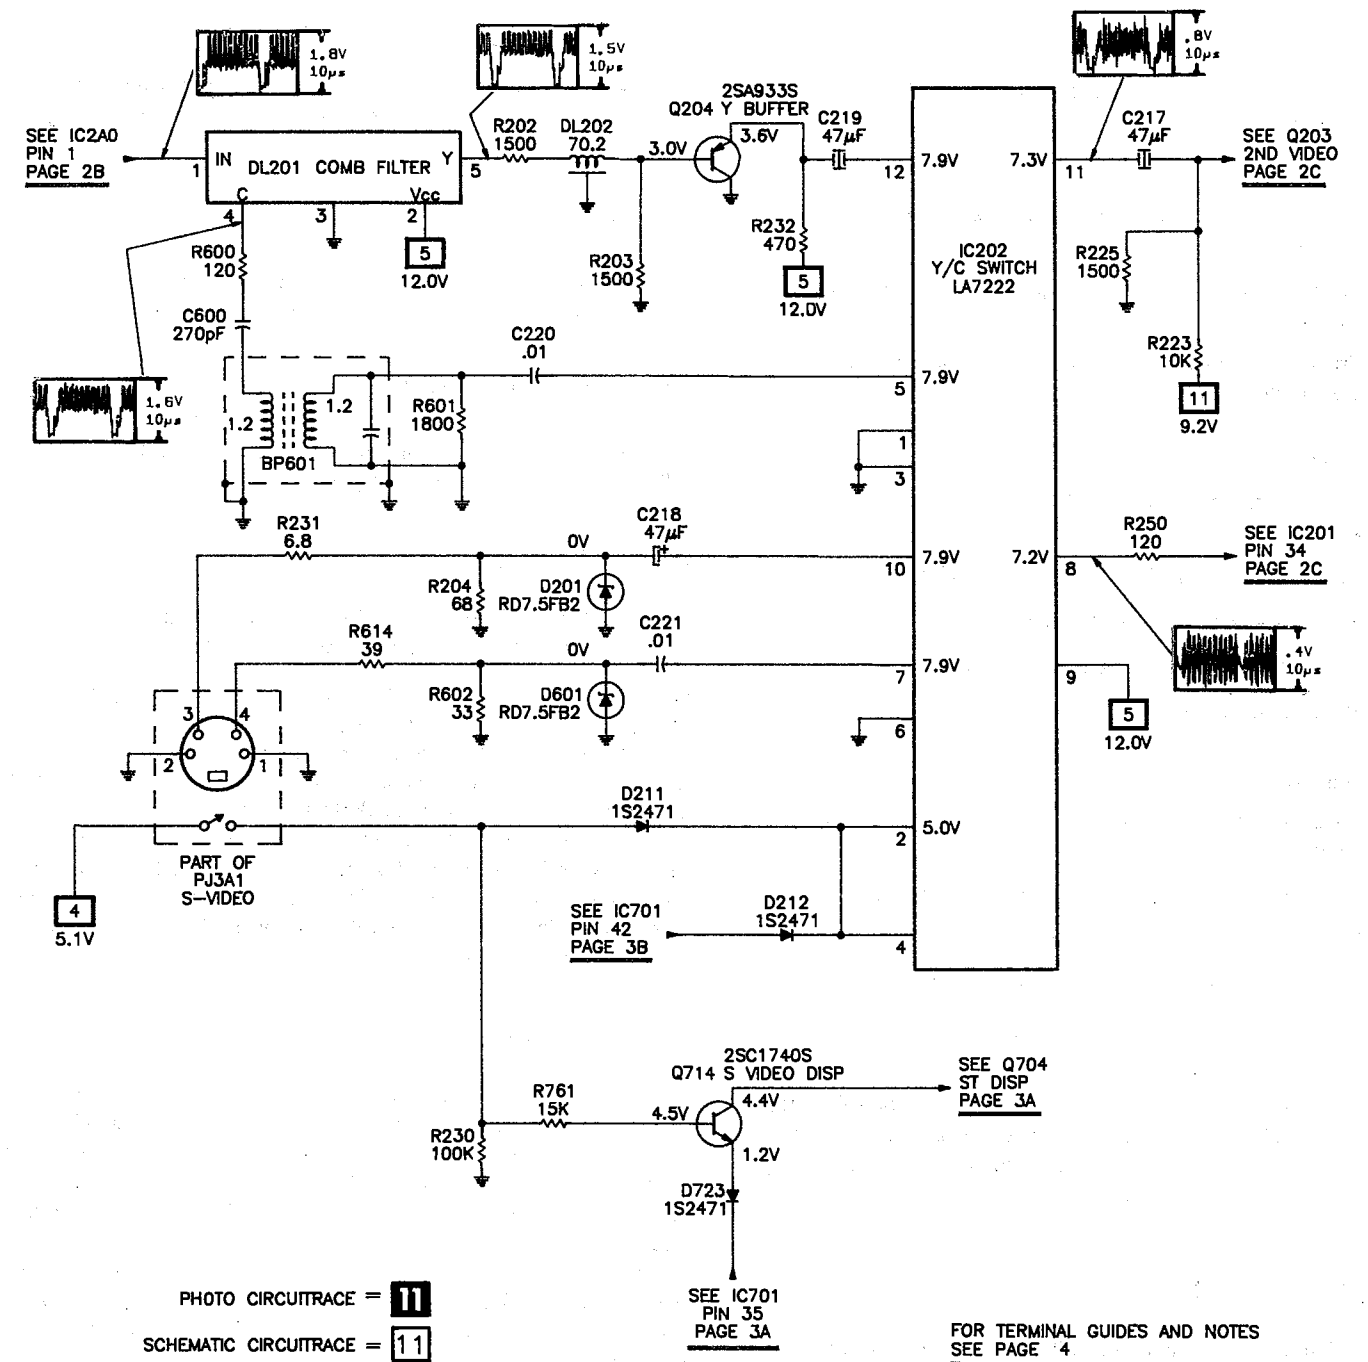 1.8V
10µs
1.5V
10µs
.8V
10µs
SEE IC2A0
PIN 1
PAGE 2B
1
IN
DL201 COMB FILTER
Y
5
C
Vcc
4
3
2
R202
1500
DL202
70.2
2SA933S
Q204 Y BUFFER
3.0V
3.6V
C219
47µF
12
7.9V
7.3V
11
C217
47µF
SEE Q203
2ND VIDEO
PAGE 2C
R600
120
5
12.0V
R203
1500
R232
470
5
12.0V
IC202
Y/C SWITCH
LA7222
R225
1500
R223
10K
11
9.2V
C600
270pF
C220
.01
5
7.9V
1.6V
10µs
1.2
1.2
BP601
R601
1800
1
3
R231
6.8
0V
C218
47µF
+
10
7.9V
7.2V
8
R250
120
SEE IC201
PIN 34
PAGE 2C
R204
68
D201
RD7.5FB2
R614
39
0V
C221
.01
7
7.9V
9
.4V
10µs
R602
33
D601
RD7.5FB2
6
5
12.0V
3
4
2
1
D211
1S2471
2
5.0V
PART OF
PJ3A1
S-VIDEO
4
5.1V
SEE IC701
PIN 42
PAGE 3B
D212
1S2471
4
2SC1740S
Q714 S VIDEO DISP
SEE Q704
ST DISP
PAGE 3A
R761
15K
4.5V
4.4V
1.2V
R230
100K
D723
1S2471
SEE IC701
PIN 35
PAGE 3A
PHOTO CIRCUITRACE = 11
SCHEMATIC CIRCUITRACE = 11
FOR TERMINAL GUIDES AND NOTES
SEE PAGE 4